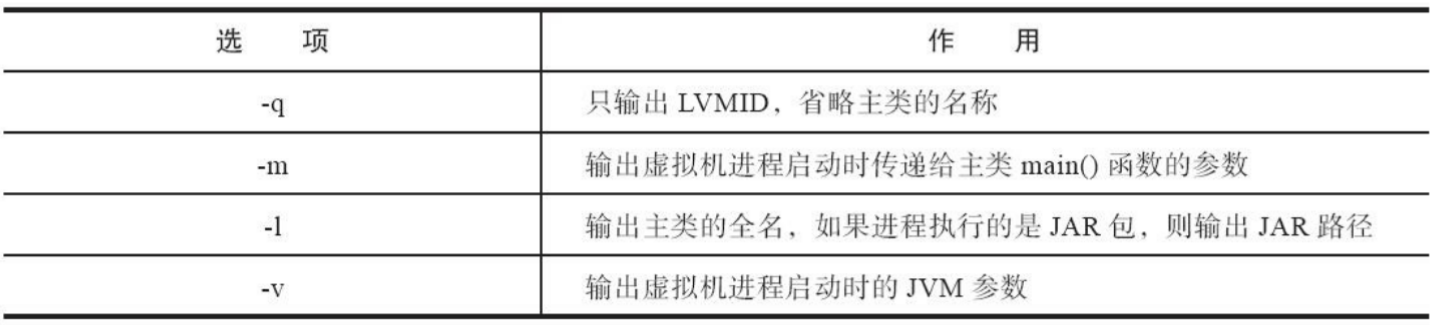 选 项 作 用
-q 只输出 LVMID，省略主类的名称
-m 输出虚拟机进程启动时传递给主类 main() 函数的参数
-l 输出主类的全名，如果进程执行的是 JAR 包，则输出 JAR 路径
-v 输出虚拟机进程启动时的 JVM 参数